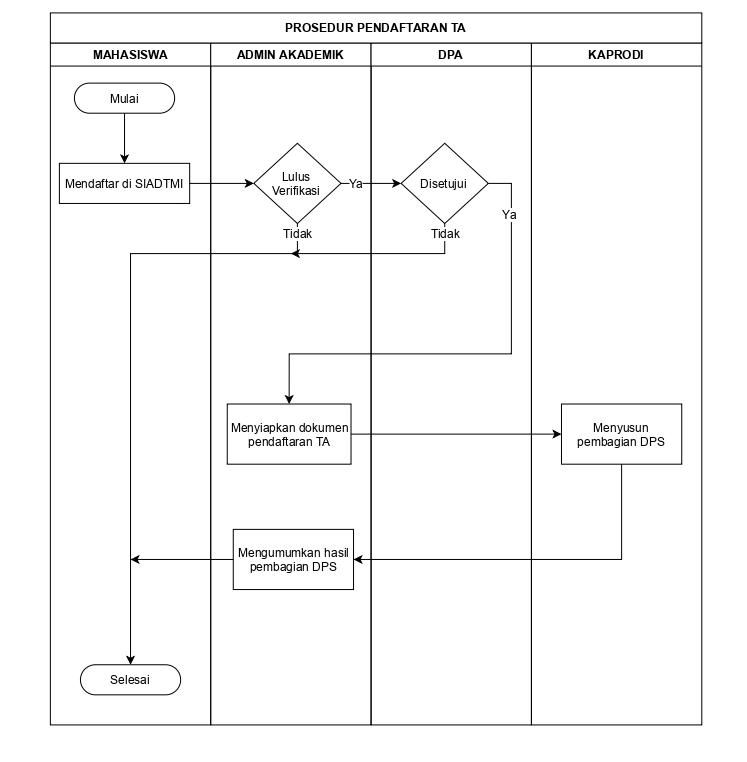 PROSEDUR PENDAFTARAN TA
MAHASISWA
ADMIN AKADEMIK
DPA
KAPRODI
Mulai
Mendaftar di SIADTMI
Lulus
Verifikasi
Ya
Disetujui
Ya
Tidak
Tidak
Menyiapkan dokumen
pendaftaran TA
Menyusun
pembagian DPS
Mengumumkan hasil
pembagian DPS
Selesai